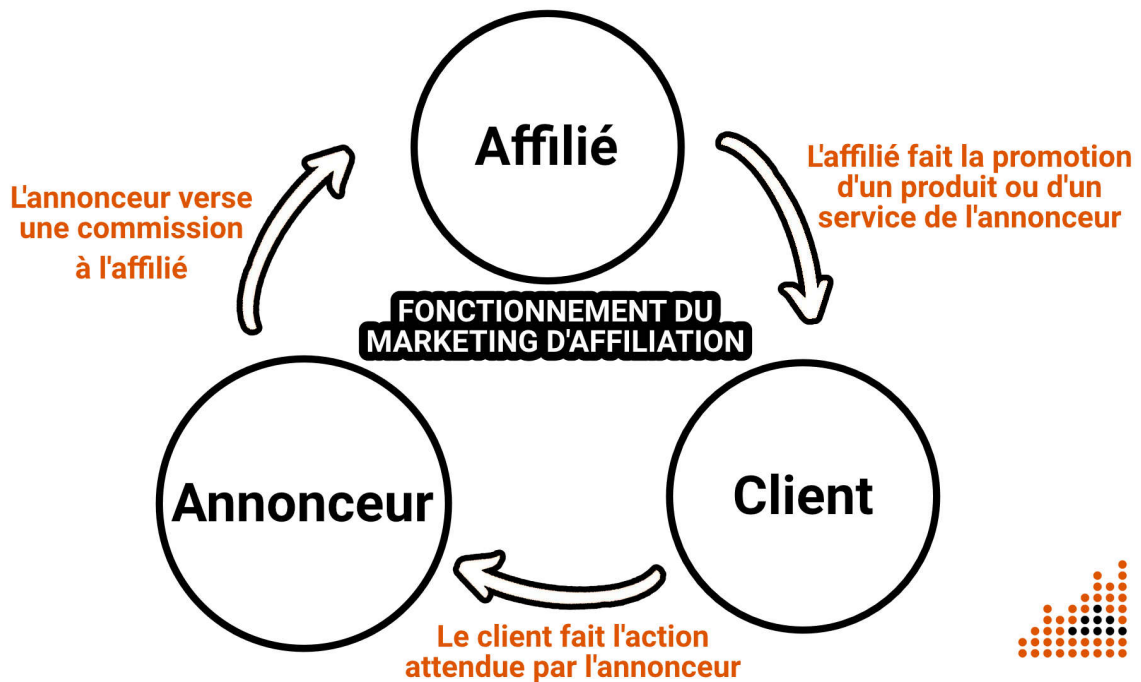 Affilié
L'affilié fait la promotion
d'un produit ou d'un
service de l'annonceur
L'annonceur verse
une commission
à l'affilié
FONCTIONNEMENT DU
MARKETING D'AFFILIATION
Annonceur
Client
Le client fait l'action
attendue par l'annonceur